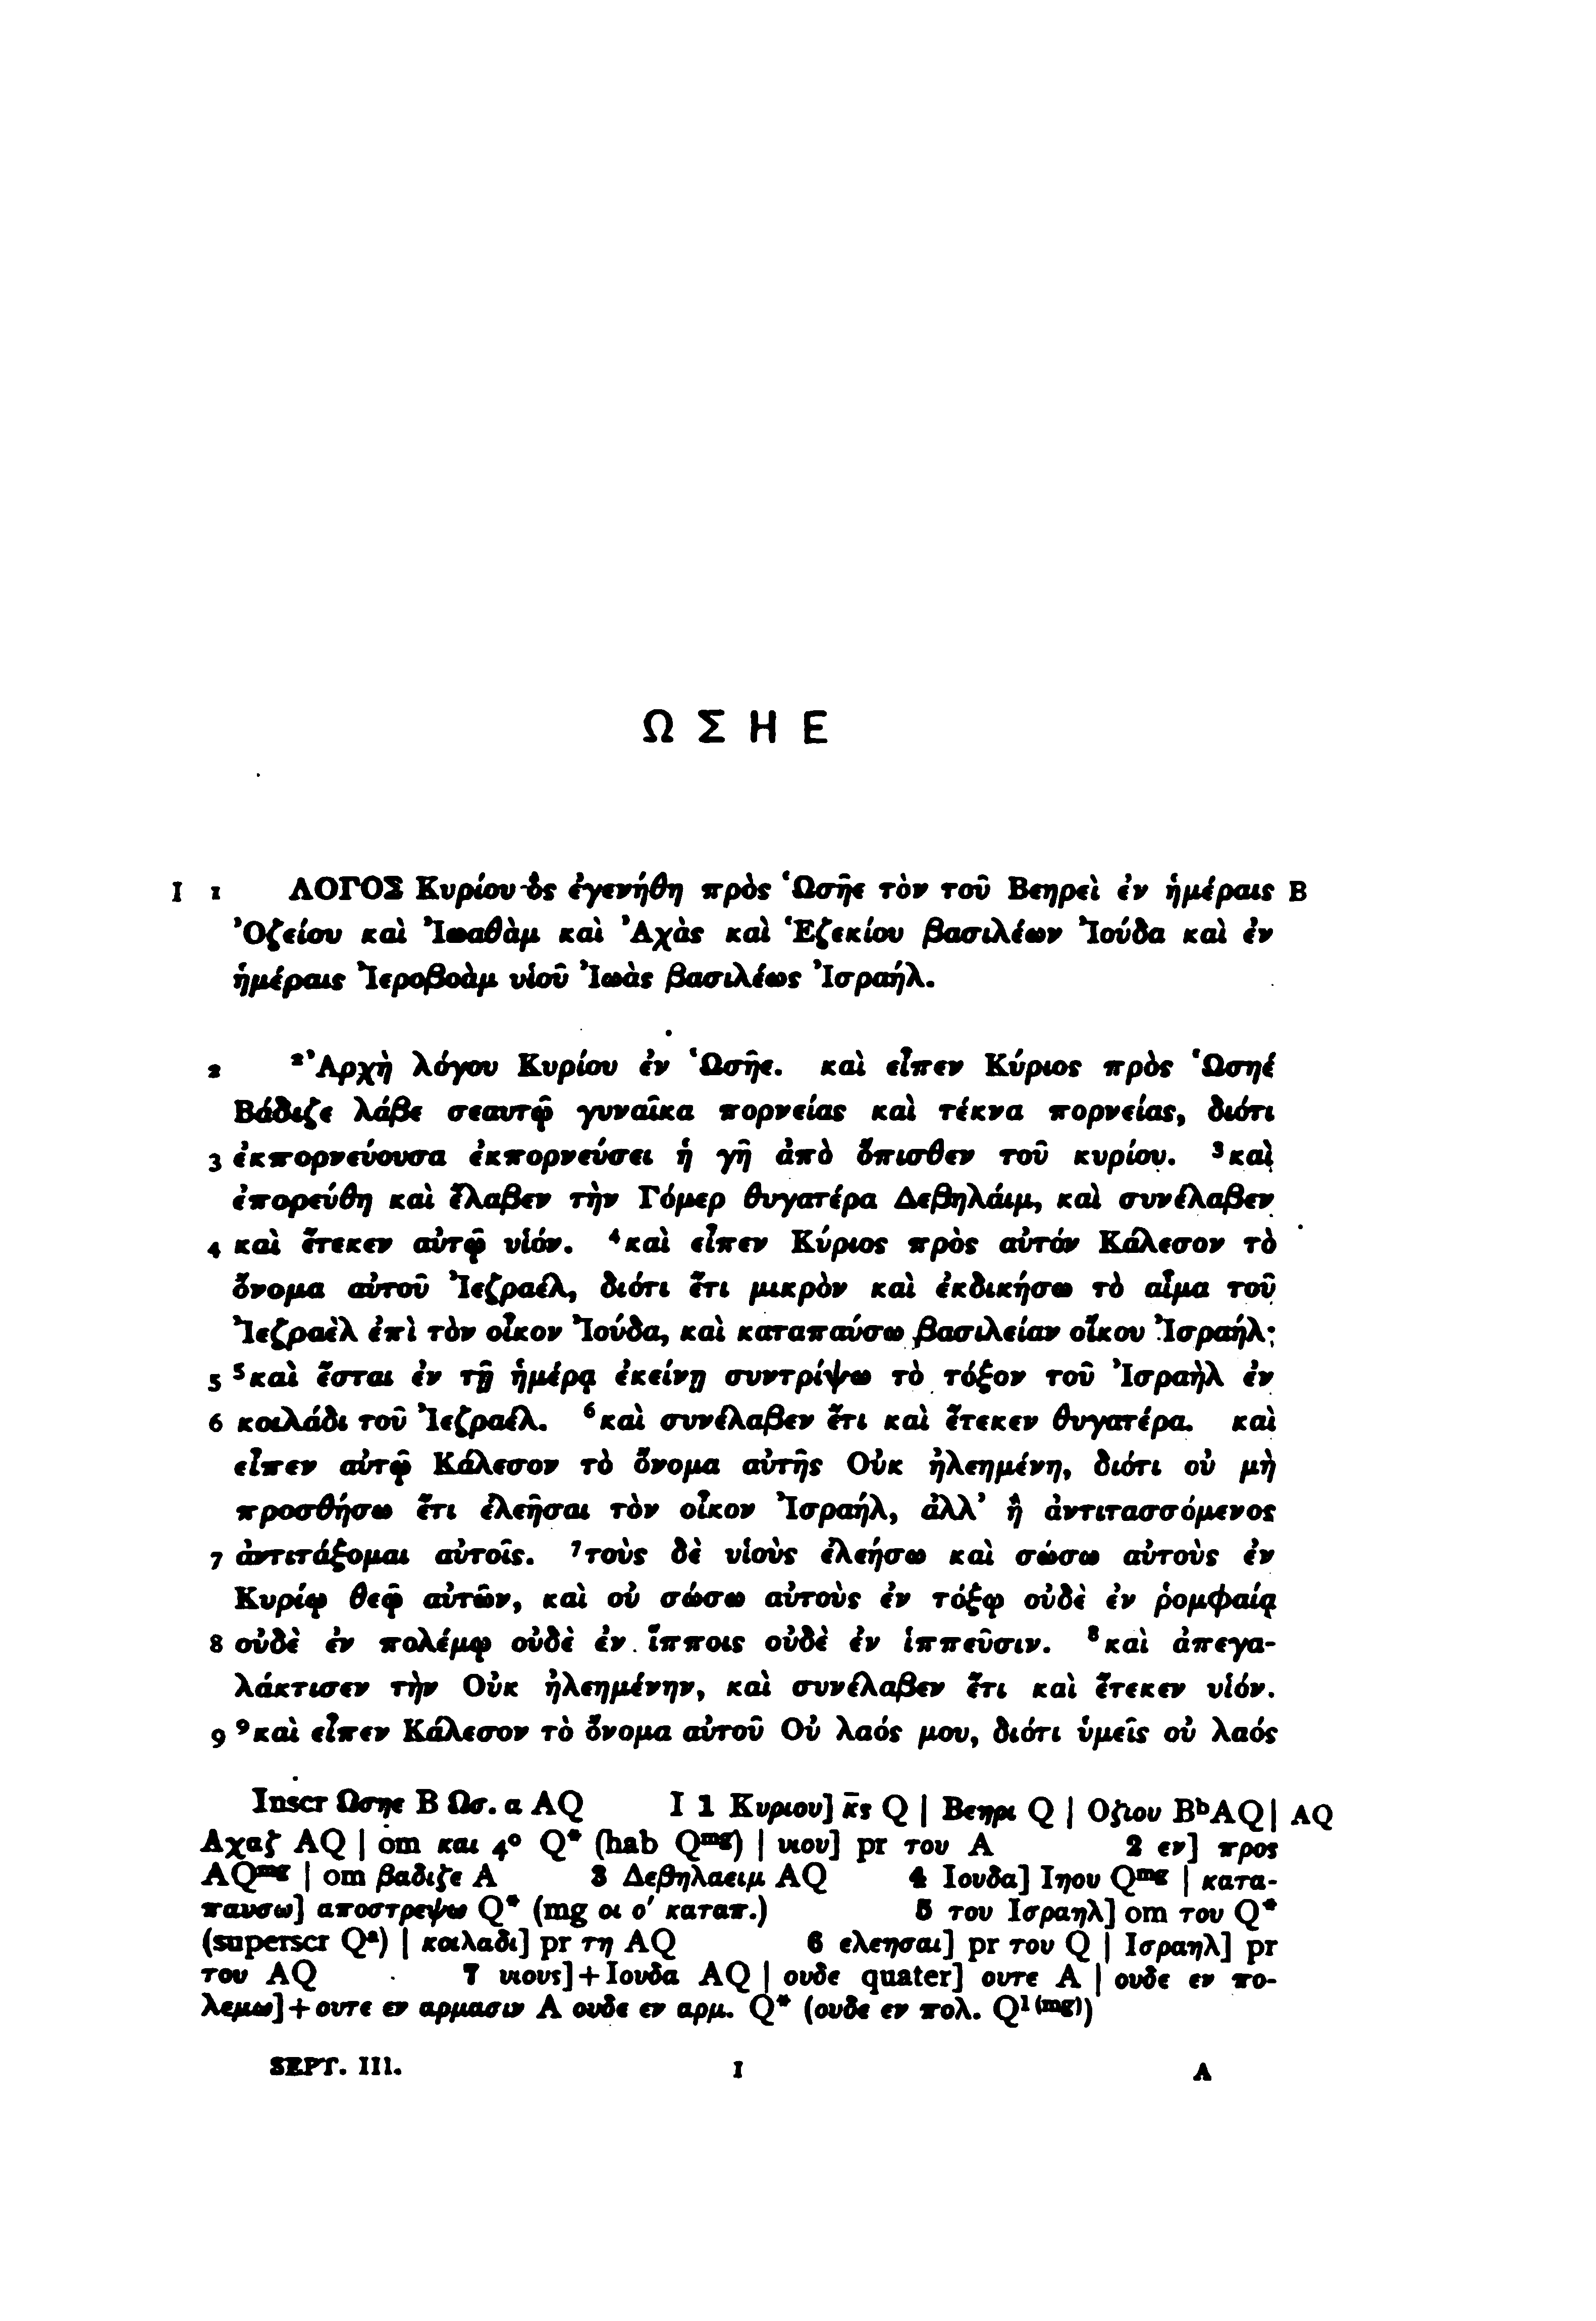 Ω Σ Η Ε
I 1 ΛΟΓΟΣ Κυρίου ὃς ἐγενήθη πρὸς Ὡσῆε τὸν τοῦ Βεηρεὶ ἐν ἡμέραις B
Ὀζείου καὶ Ἰωαθὰμ καὶ Ἀχὰς καὶ Ἑζεκίου βασιλέων Ἰούδα καὶ ἐν
ἡμέραις Ἰεροβοὰμ υἱοῦ Ἰωὰς βασιλέως Ἰσραήλ.
2 ²Ἀρχὴ λόγου Κυρίου ἐν Ὡσῆε. καὶ εἶπεν Κύριος πρὸς Ὡσηέ
Βάδιζε λάβε σεαυτῷ γυναῖκα πορνείας καὶ τέκνα πορνείας, διότι
3 ἐκπορνεύουσα ἐκπορνεύσει ἡ γῆ ἀπὸ ὄπισθεν τοῦ κυρίου. ³καὶ
ἐπορεύθη καὶ ἔλαβεν τὴν Γόμερ θυγατέρα Δεβηλάιμ, καὶ συνέλαβεν
4 καὶ ἔτεκεν αὐτῷ υἱόν. ⁴καὶ εἶπεν Κύριος πρὸς αὐτόν Κάλεσον τὸ
ὄνομα αὐτοῦ Ἰεζραέλ, διότι ἔτι μικρὸν καὶ ἐκδικήσω τὸ αἷμα τοῦ
Ἰεζραὲλ ἐπὶ τὸν οἶκον Ἰούδα, καὶ καταπαύσω βασιλείαν οἴκου Ἰσραήλ·
5 ⁵καὶ ἔσται ἐν τῇ ἡμέρᾳ ἐκείνῃ συντρίψω τὸ τόξον τοῦ Ἰσραὴλ ἐν
6 κοιλάδι τοῦ Ἰεζραέλ. ⁶καὶ συνέλαβεν ἔτι καὶ ἔτεκεν θυγατέρα. καὶ
εἶπεν αὐτῷ Κάλεσον τὸ ὄνομα αὐτῆς Οὐκ ἠλεημένη, διότι οὐ μὴ
προσθήσω ἔτι ἐλεῆσαι τὸν οἶκον Ἰσραήλ, ἀλλ᾽ ἢ ἀντιτασσόμενος
7 ἀντιτάξομαι αὐτοῖς. ⁷τοὺς δὲ υἱοὺς ἐλεήσω καὶ σώσω αὐτοὺς ἐν
Κυρίῳ θεῷ αὐτῶν, καὶ οὐ σώσω αὐτοὺς ἐν τόξῳ οὐδὲ ἐν ῥομφαίᾳ
8 οὐδὲ ἐν πολέμῳ οὐδὲ ἐν ἵπποις οὐδὲ ἐν ἱππεῦσιν. ⁸καὶ ἀπεγα-
λάκτισεν τὴν Οὐκ ἠλεημένην, καὶ συνέλαβεν ἔτι καὶ ἔτεκεν υἱόν.
9 ⁹καὶ εἶπεν Κάλεσον τὸ ὄνομα αὐτοῦ Οὐ λαός μου, διότι ὑμεῖς οὐ λαός
Inscr Ωσηε B Ωσ. α AQ I 1 Κυριου] κ̅ς̅ Q | Βεηρι Q | Οζιου BᵇAQ | AQ
Αχαζ AQ | om και 4° Q* (hab Qᵐᵍ) | υιου] pr του A 2 εν] προς
AQᵐᵍ | om βαδιζε A 3 Δεβηλαειμ AQ 4 Ιουδα] Ιηου Qᵐᵍ | κατα-
παυσω] αποστρεψω Q* (mg οι ο′ καταπ.) 5 του Ισραηλ] om του Q*
(superscr Qᵃ) | κοιλαδι] pr τη AQ 6 ελεησαι] pr του Q | Ισραηλ] pr
του AQ 7 υιους]+Ιουδα AQ | ουδε quater] ουτε A | ουδε εν πο-
λεμω]+ουτε εν αρμασιν A ουδε εν αρμ. Q* (ουδε εν πολ. Q¹⁽ᵐᵍ⁾)
SEPT. III. 1 A